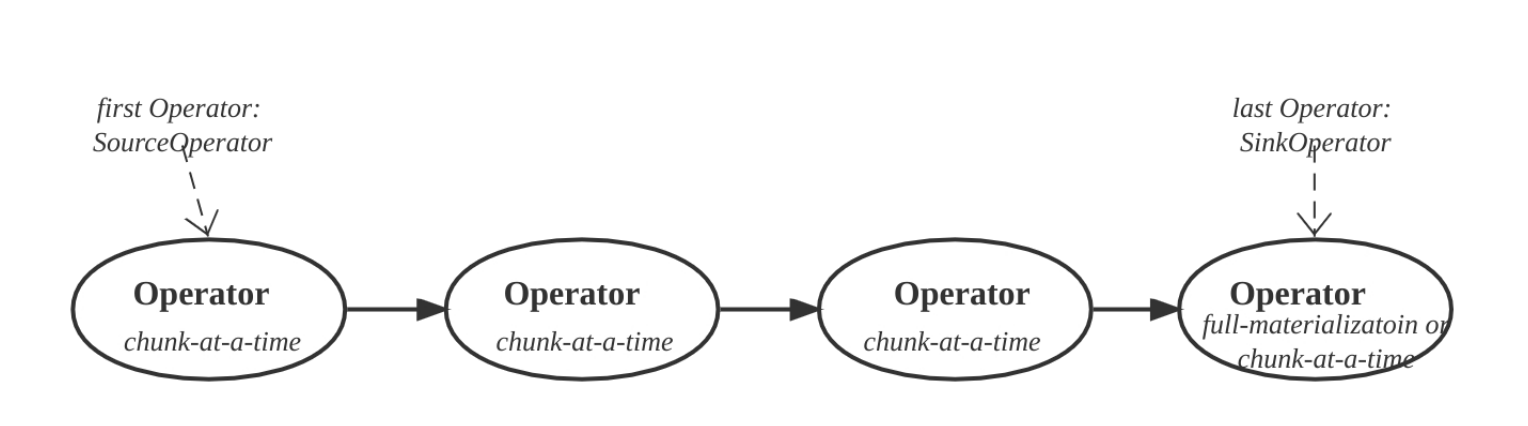 first Operator:
SourceOperator
last Operator:
SinkOperator
Operator
chunk-at-a-time
Operator
chunk-at-a-time
Operator
chunk-at-a-time
Operator
full-materializatoin or
chunk-at-a-time